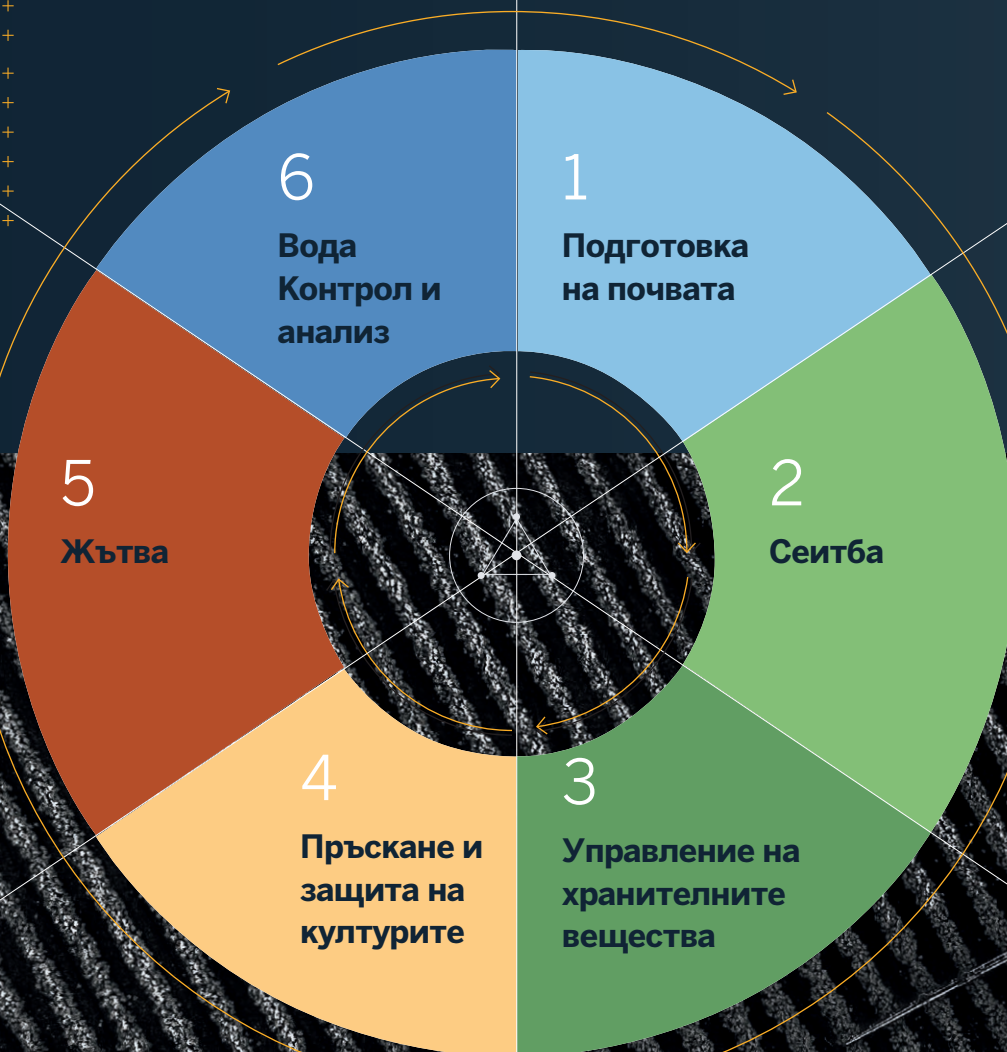 1
Подготовка
на почвата
2
Сеитба
3
Управление на
хранителните
вещества
4
Пръскане и
защита на
културите
5
Жътва
6
Вода
Контрол и
анализ